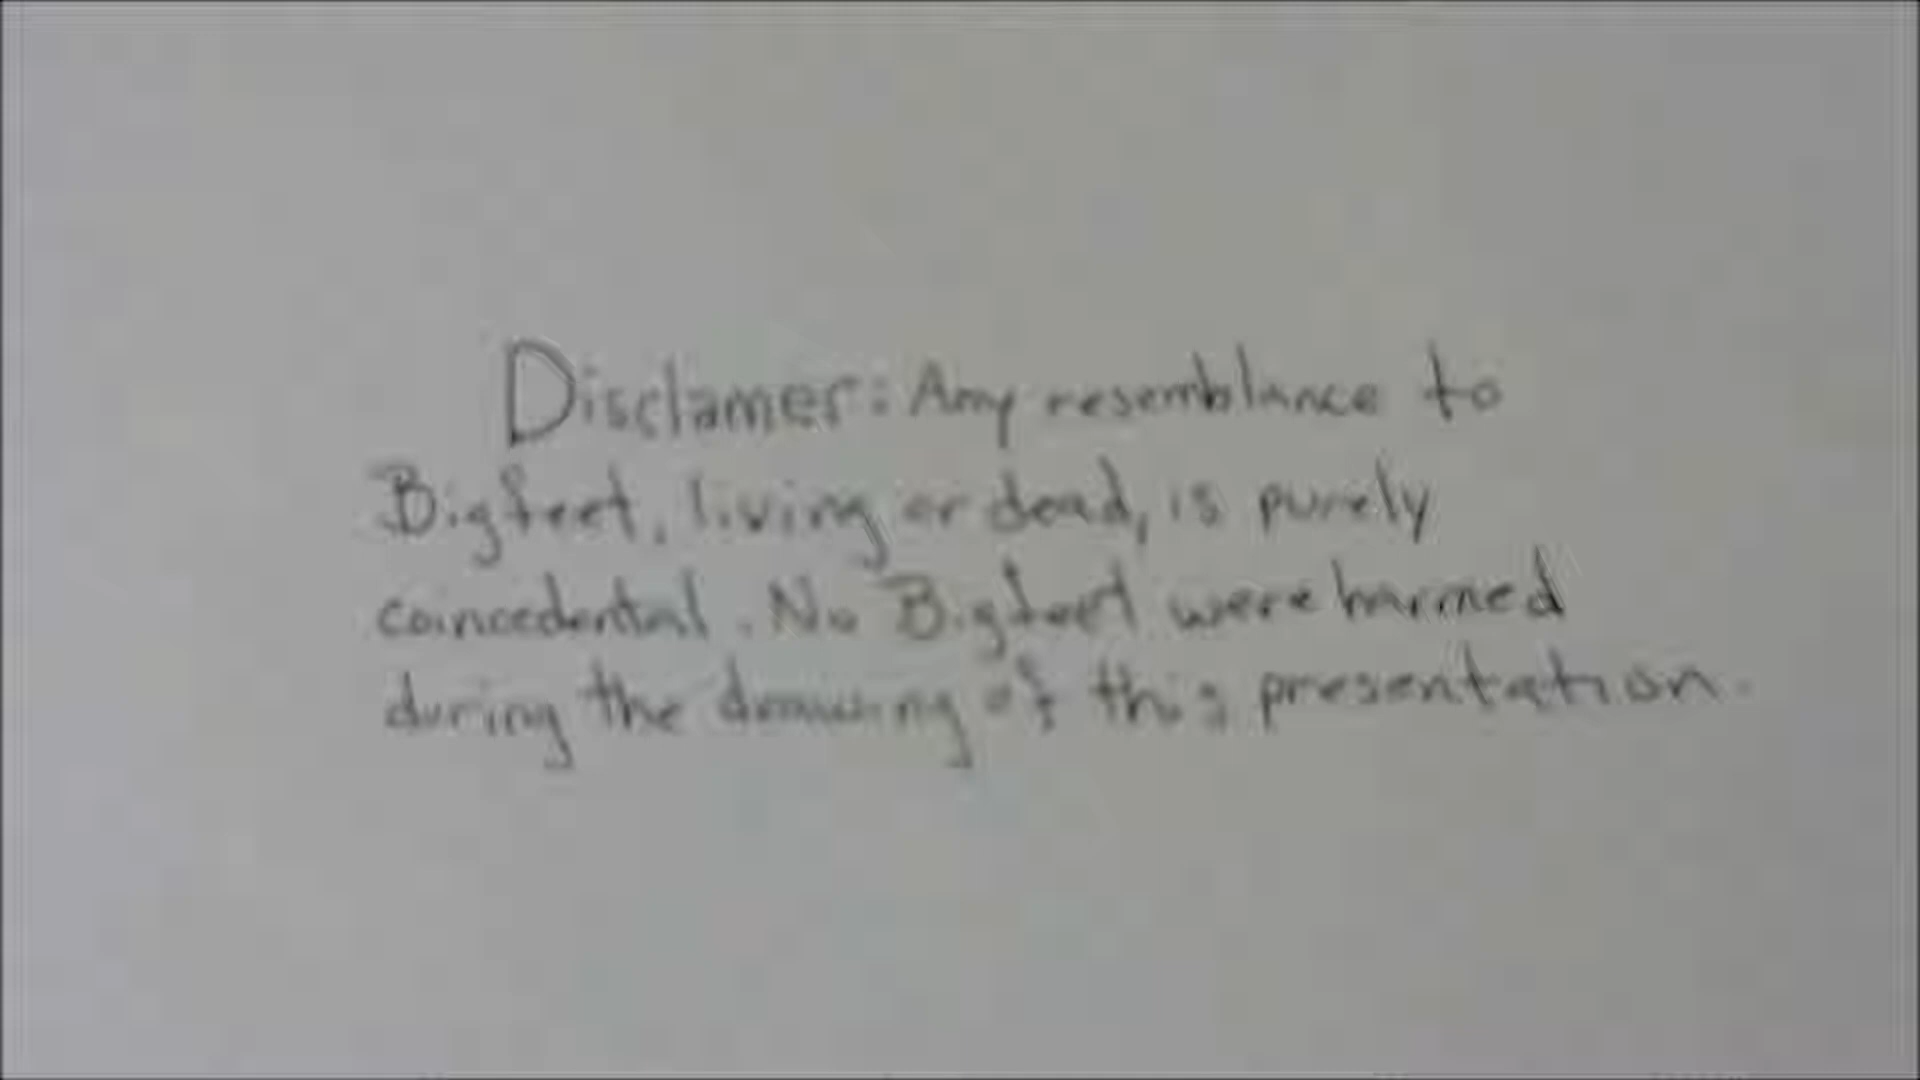 Disclamer: Any resemblance to
Bigfeet, living or dead, is purely
coincedental. No Bigfeet were harmed
during the drawing of this presentation.